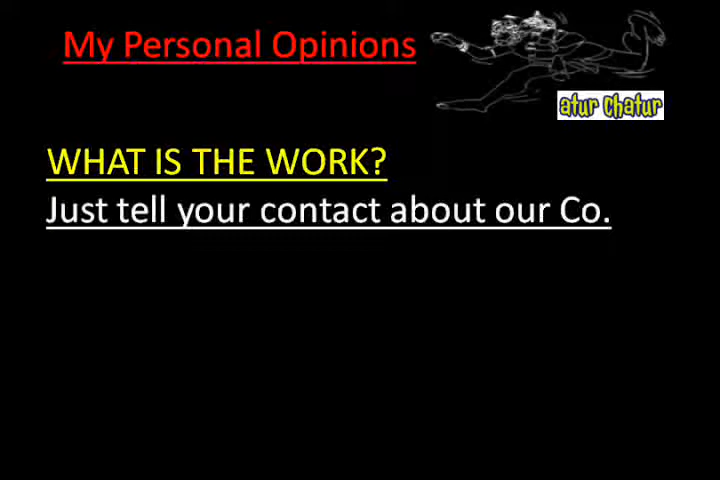 My Personal Opinions
atur Chatur
WHAT IS THE WORK?
Just tell your contact about our Co.